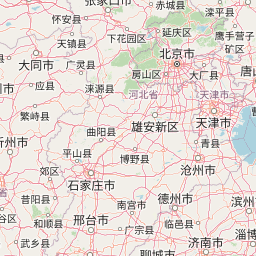 张家口市
赤城县
滦平县
怀安县
下花园区
延庆区
鹰手营子
矿区
天镇县
北京市
大同市
广灵县
房山区
大厂县
唐山
河北省
应县
涞源县
天津市
天津市
繁峙县
曲阳县
雄安新区
青县
忻州市
平山县
博野县
沧州市
郊区
石家庄市
昔阳县
南宫市
德州市
滨州
和顺县
邢台市
临邑县
武乡县
广宗县
淄博
聊城市
济南市